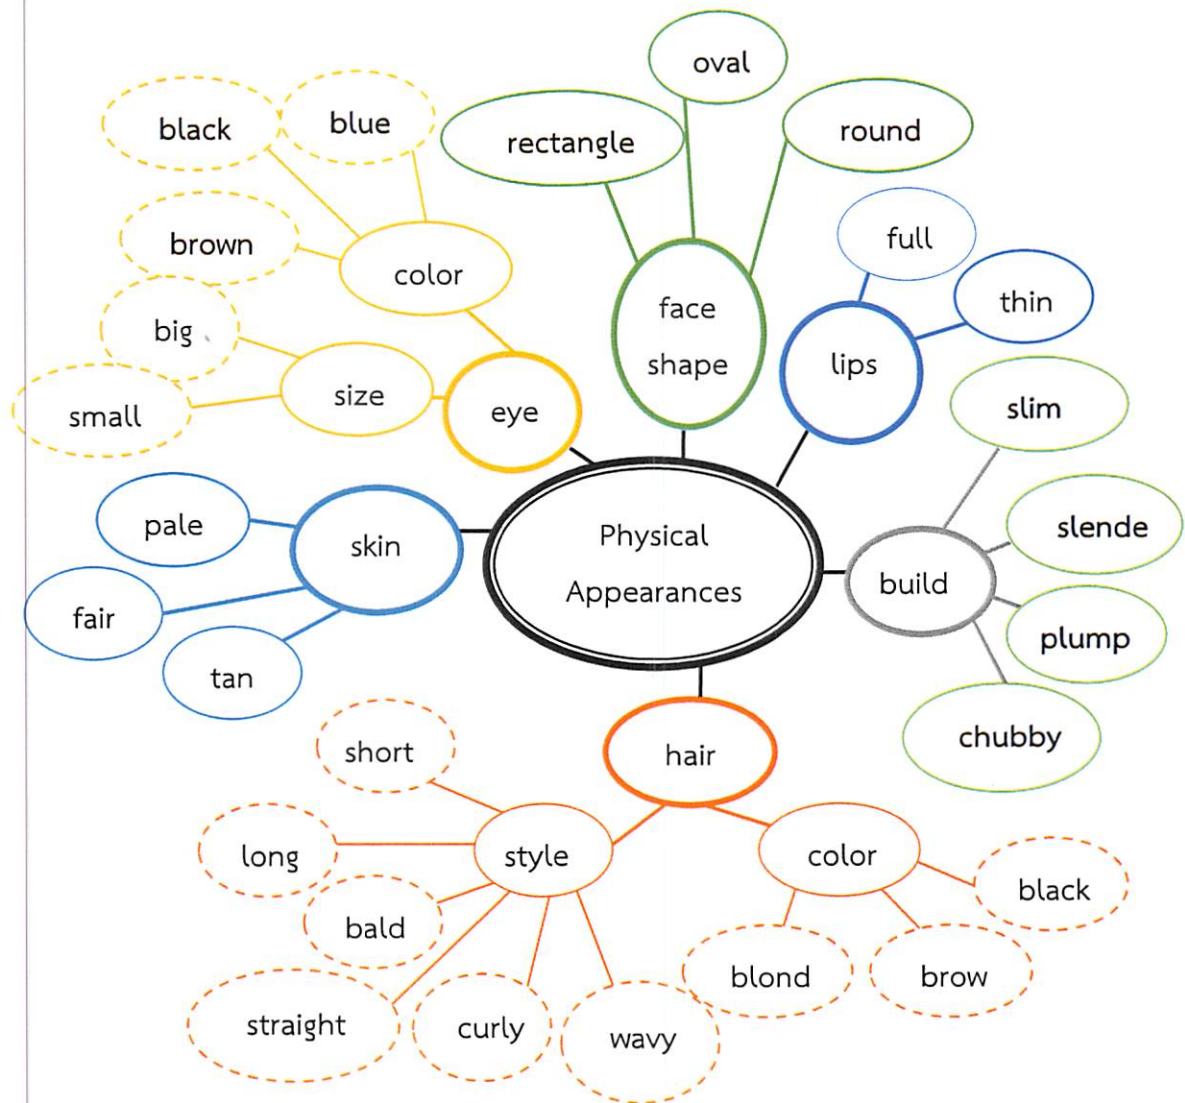 oval
rectangle
round
black
blue
brown
color
big
size
small
eye
face
shape
full
thin
lips
slim
slende
build
plump
chubby
Physical
Appearances
pale
skin
fair
tan
hair
short
long
style
bald
straight
curly
wavy
color
black
blond
brow